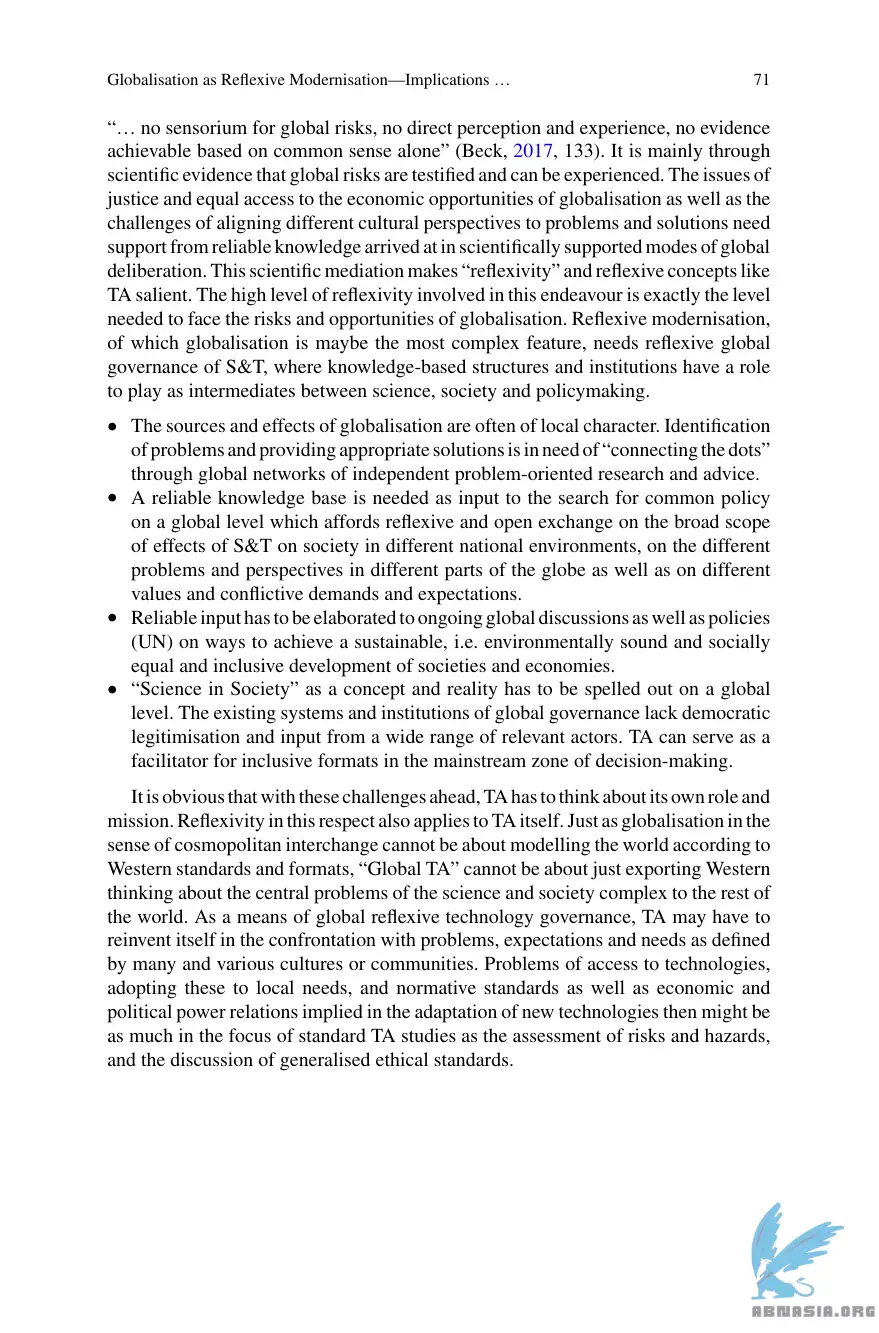 Globalisation as Reflexive Modernisation—Implications … 71
“… no sensorium for global risks, no direct perception and experience, no evidence
achievable based on common sense alone” (Beck, 2017, 133). It is mainly through
scientific evidence that global risks are testified and can be experienced. The issues of
justice and equal access to the economic opportunities of globalisation as well as the
challenges of aligning different cultural perspectives to problems and solutions need
support from reliable knowledge arrived at in scientifically supported modes of global
deliberation. This scientific mediation makes “reflexivity” and reflexive concepts like
TA salient. The high level of reflexivity involved in this endeavour is exactly the level
needed to face the risks and opportunities of globalisation. Reflexive modernisation,
of which globalisation is maybe the most complex feature, needs reflexive global
governance of S&T, where knowledge-based structures and institutions have a role
to play as intermediates between science, society and policymaking.
• The sources and effects of globalisation are often of local character. Identification
of problems and providing appropriate solutions is in need of “connecting the dots”
through global networks of independent problem-oriented research and advice.
• A reliable knowledge base is needed as input to the search for common policy
on a global level which affords reflexive and open exchange on the broad scope
of effects of S&T on society in different national environments, on the different
problems and perspectives in different parts of the globe as well as on different
values and conflictive demands and expectations.
• Reliable input has to be elaborated to ongoing global discussions as well as policies
(UN) on ways to achieve a sustainable, i.e. environmentally sound and socially
equal and inclusive development of societies and economies.
• “Science in Society” as a concept and reality has to be spelled out on a global
level. The existing systems and institutions of global governance lack democratic
legitimisation and input from a wide range of relevant actors. TA can serve as a
facilitator for inclusive formats in the mainstream zone of decision-making.
It is obvious that with these challenges ahead, TA has to think about its own role and
mission. Reflexivity in this respect also applies to TA itself. Just as globalisation in the
sense of cosmopolitan interchange cannot be about modelling the world according to
Western standards and formats, “Global TA” cannot be about just exporting Western
thinking about the central problems of the science and society complex to the rest of
the world. As a means of global reflexive technology governance, TA may have to
reinvent itself in the confrontation with problems, expectations and needs as defined
by many and various cultures or communities. Problems of access to technologies,
adopting these to local needs, and normative standards as well as economic and
political power relations implied in the adaptation of new technologies then might be
as much in the focus of standard TA studies as the assessment of risks and hazards,
and the discussion of generalised ethical standards.
ABNASIA.ORG